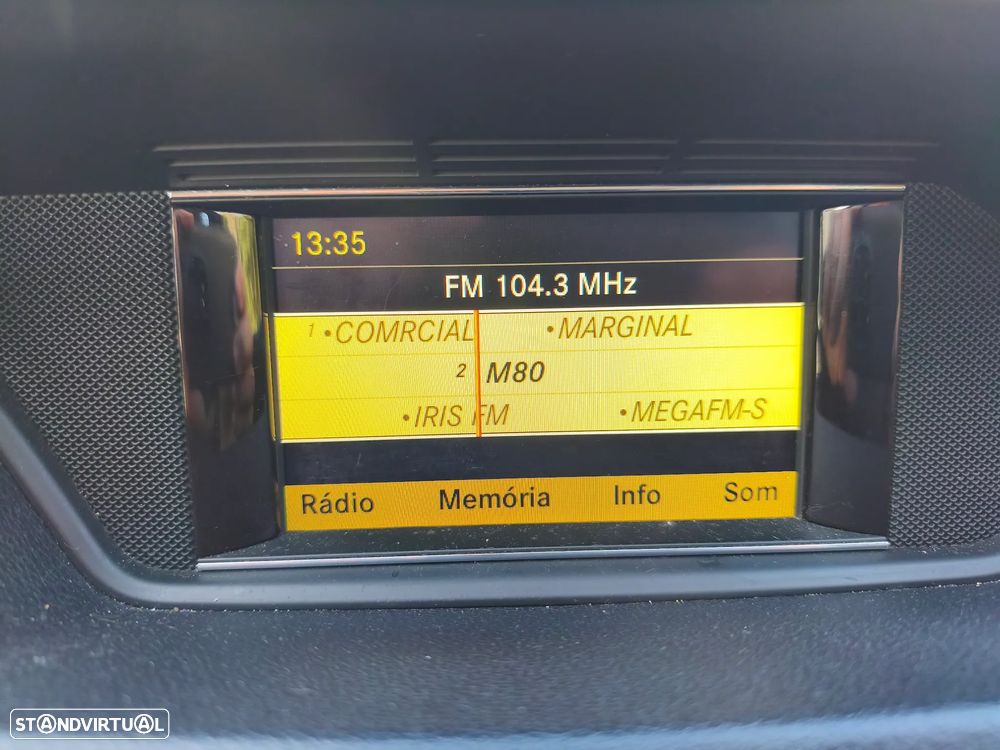 13:35
FM 104.3 MHz
1 •COMRCIAL •MARGINAL
2 M80
•IRIS FM •MEGAFM-S
Rádio Memória Info Som
STANDVIRTUAL